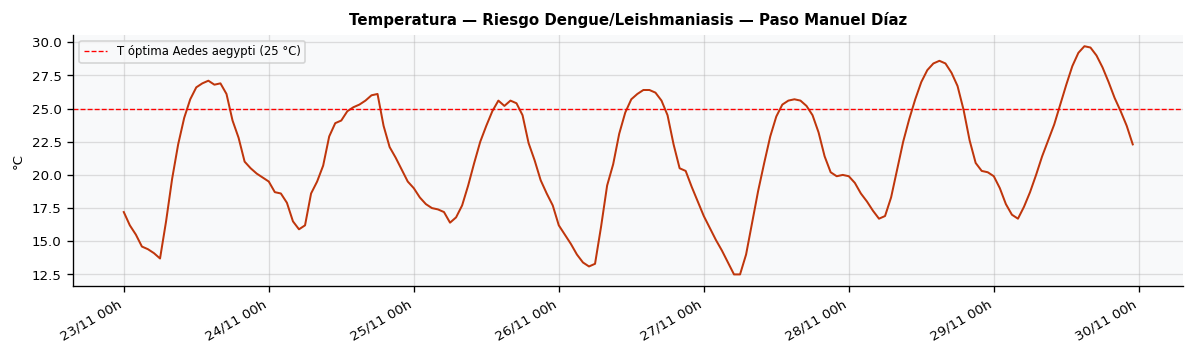 Temperatura — Riesgo Dengue/Leishmaniasis — Paso Manuel Díaz
T óptima Aedes aegypti (25 °C)
°C
30.0
27.5
25.0
22.5
20.0
17.5
15.0
12.5
23/11 00h
24/11 00h
25/11 00h
26/11 00h
27/11 00h
28/11 00h
29/11 00h
30/11 00h